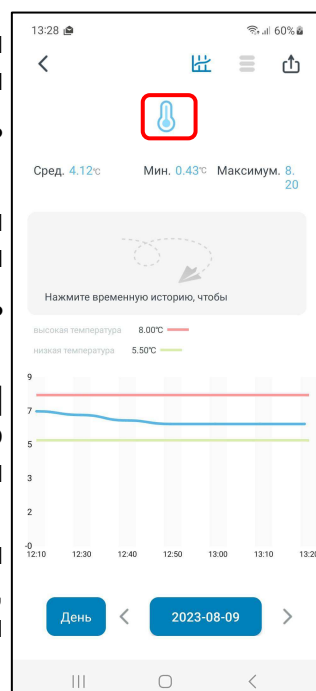 13:28 60%
Сред. 4.12°C Мин. 0.43°C Максимум. 8.20
Нажмите временную историю, чтобы
высокая температура 8.00°C
низкая температура 5.50°C
9
7
5
3
2
-0
12:10 12:30 12:40 12:50 13:00 13:10 13:20
День 2023-08-09